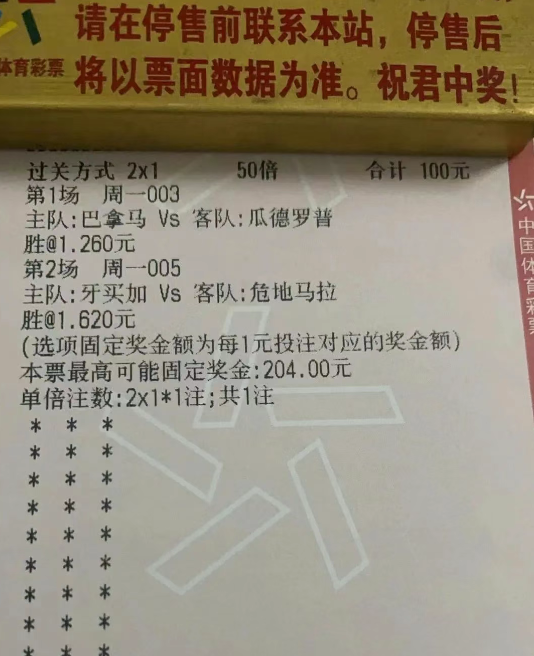 请在停售前联系本站，停售后
体育彩票
将以票面数据为准。祝君中奖！
过关方式 2x1 50倍 合计 100元
第1场 周一003
主队:巴拿马 Vs 客队:瓜德罗普
胜@1.260元
第2场 周一005
主队:牙买加 Vs 客队:危地马拉
胜@1.620元
(选项固定奖金额为每1元投注对应的奖金额)
本票最高可能固定奖金:204.00元
单倍注数:2x1*1注;共1注
* * *
* * *
* * *
* * *
* * *
* * *
* * *
* * *
* * *
中国体育彩票